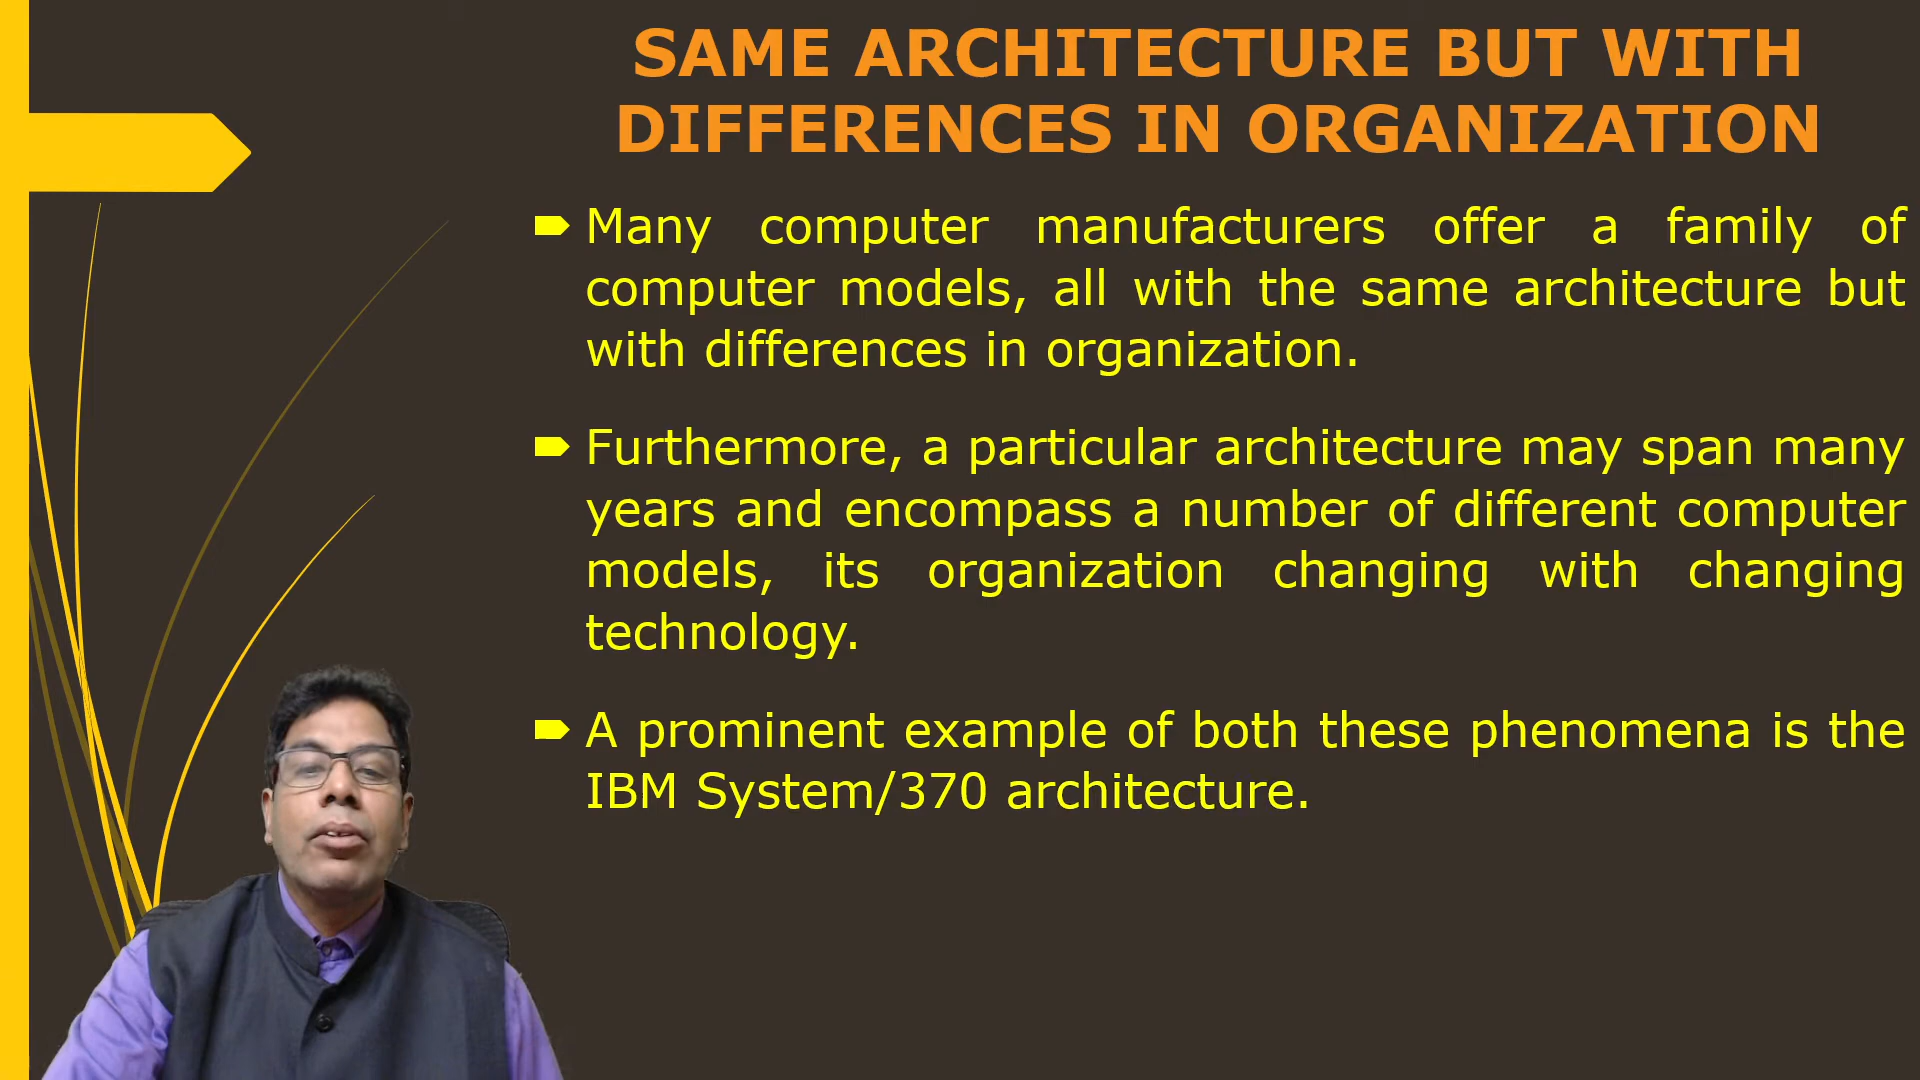 SAME ARCHITECTURE BUT WITH
DIFFERENCES IN ORGANIZATION
Many computer manufacturers offer a family of
computer models, all with the same architecture but
with differences in organization.
Furthermore, a particular architecture may span many
years and encompass a number of different computer
models, its organization changing with changing
technology.
A prominent example of both these phenomena is the
IBM System/370 architecture.